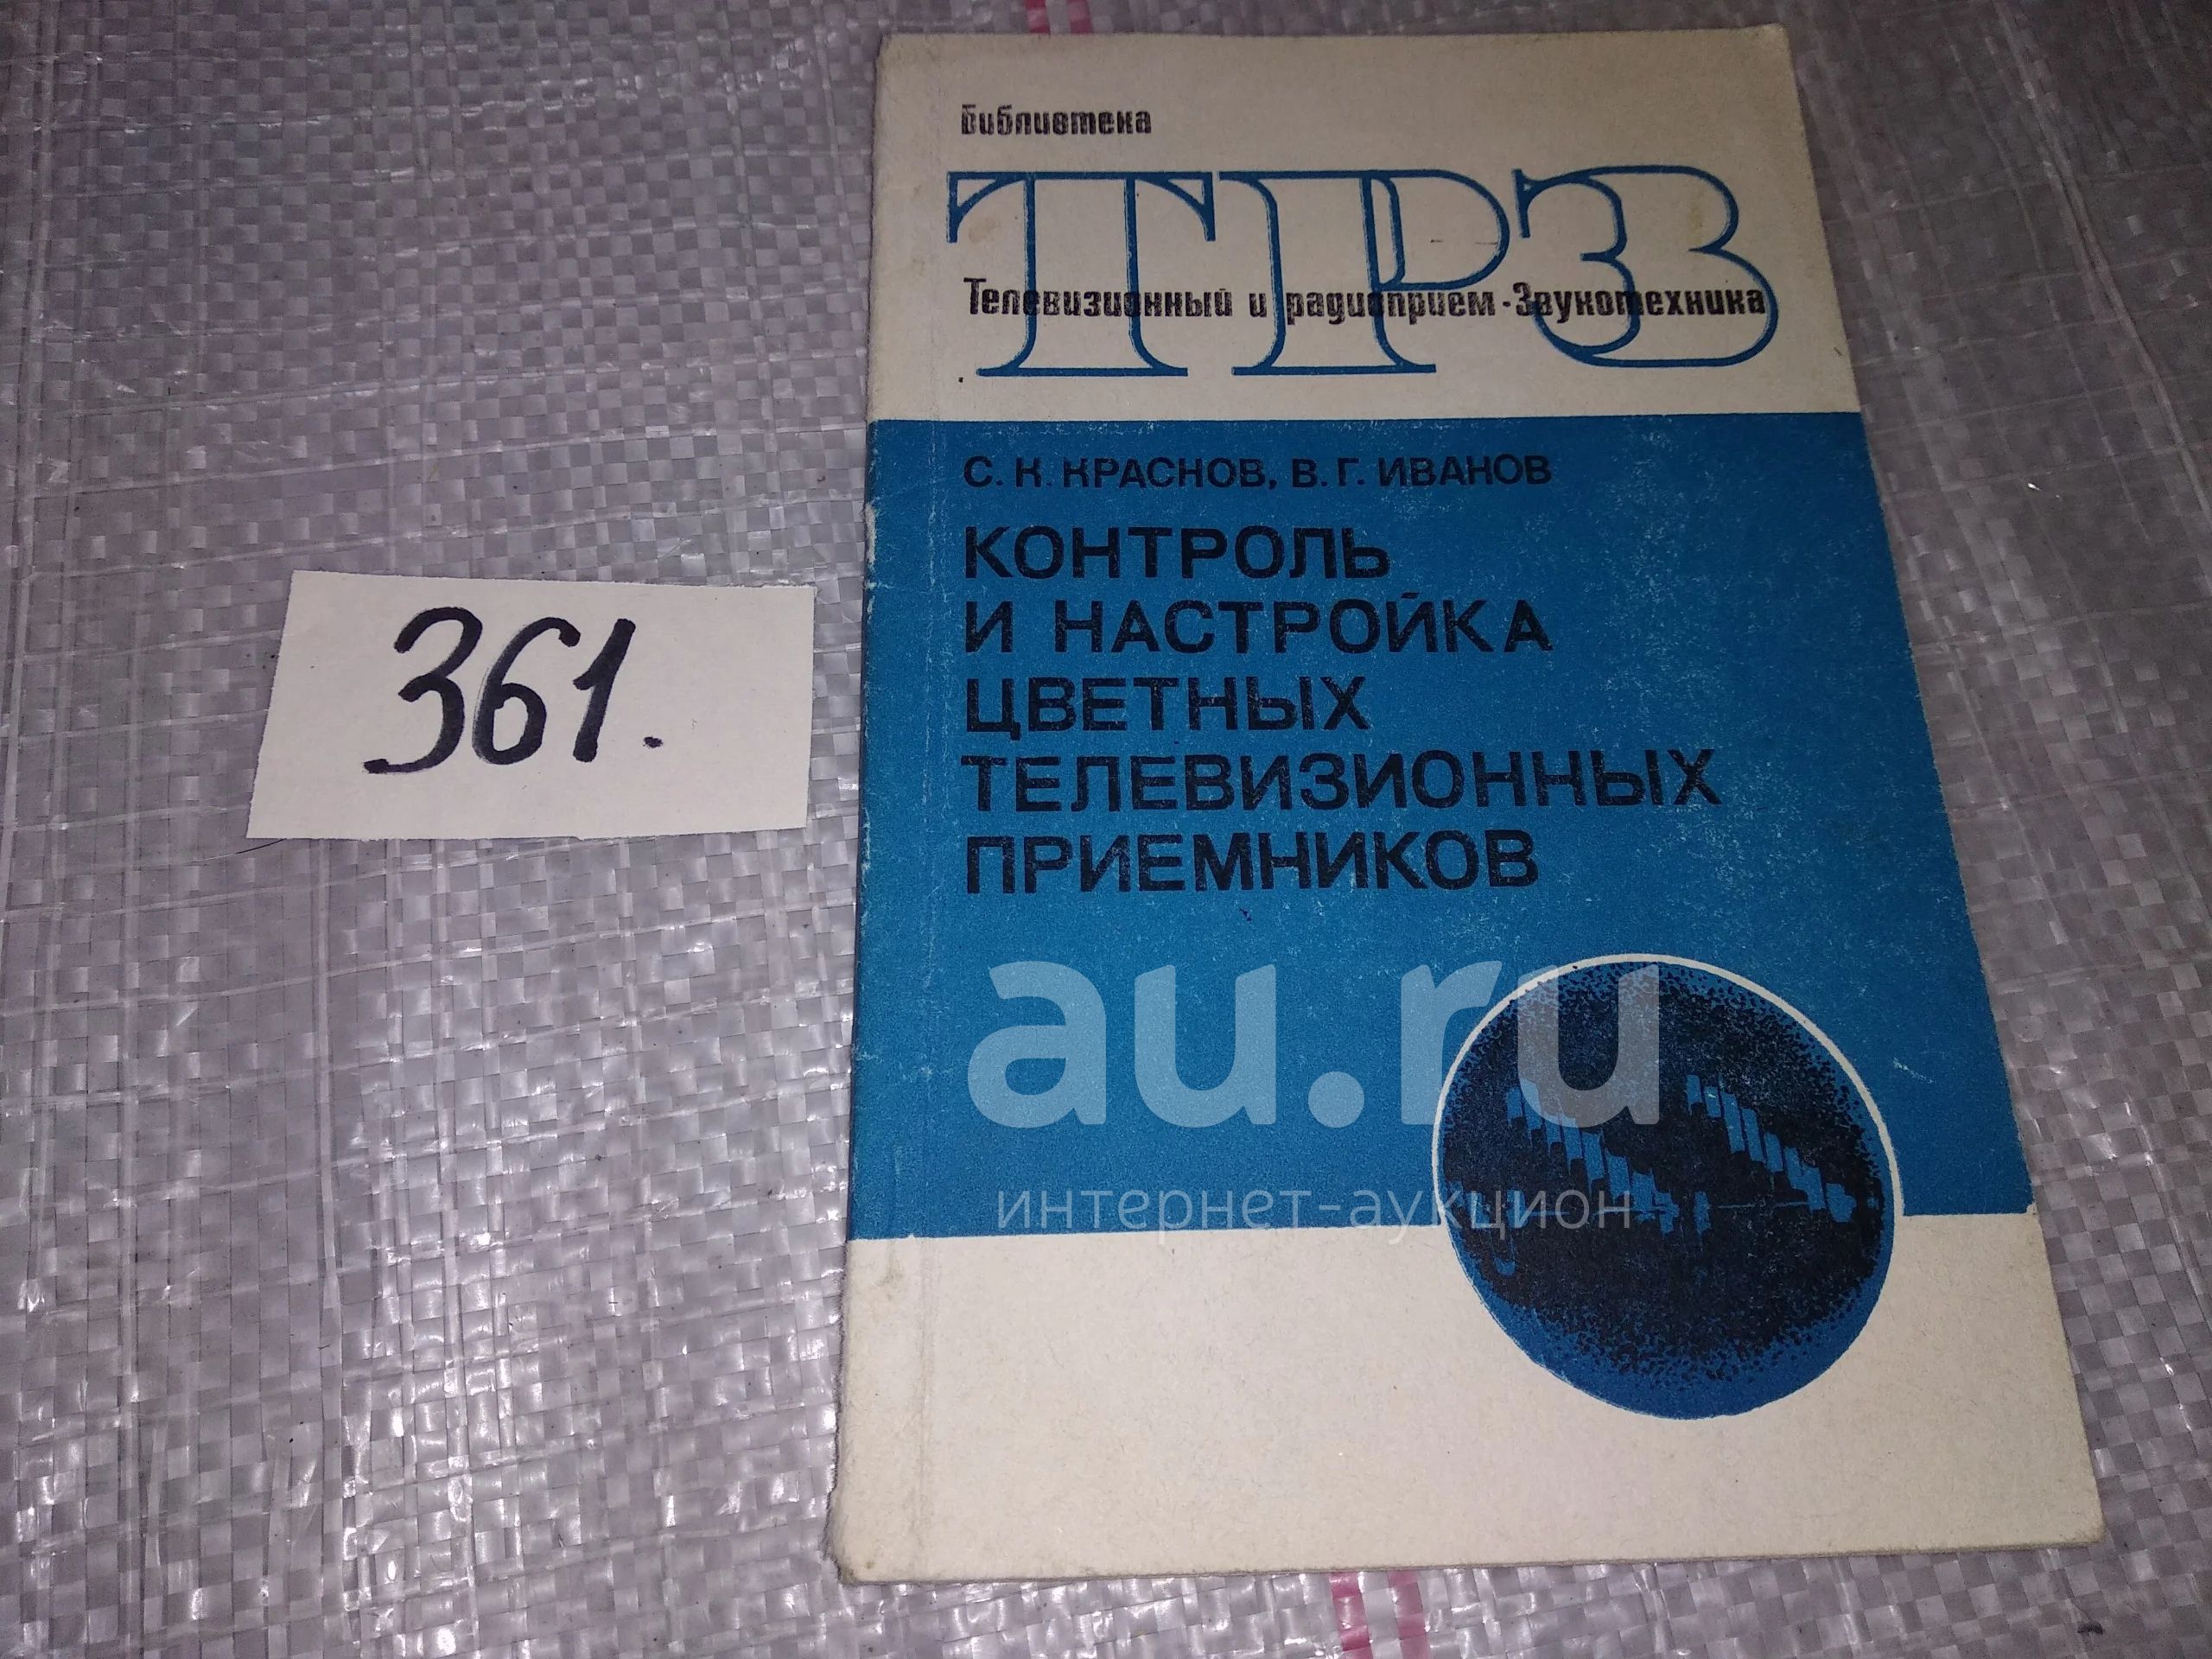 Библиотека
ТРЗ
Телевизионный и радиоприем·Звукотехника
С. К. КРАСНОВ, В. Г. ИВАНОВ
КОНТРОЛЬ
И НАСТРОЙКА
ЦВЕТНЫХ
ТЕЛЕВИЗИОННЫХ
ПРИЕМНИКОВ
361.
au.ru
интернет-аукцион